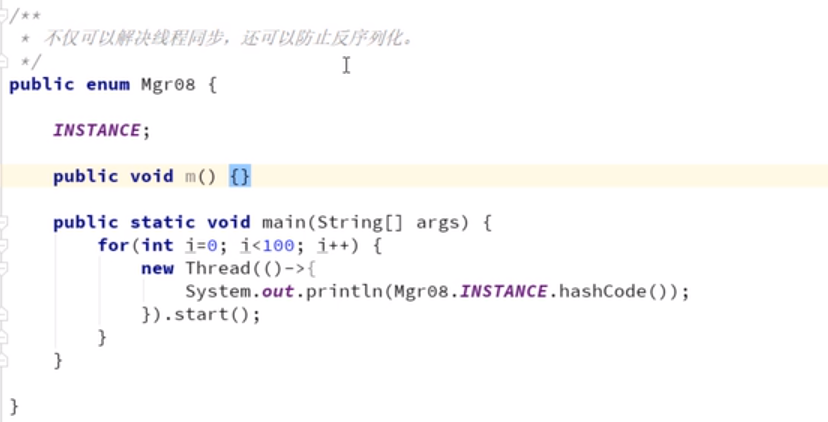 /**
 * 不仅可以解决线程同步，还可以防止反序列化。
 */
public enum Mgr08 {
    INSTANCE;
    public void m() {}
    public static void main(String[] args) {
        for(int i=0; i<100; i++) {
            new Thread(()->{
                System.out.println(Mgr08.INSTANCE.hashCode());
            }).start();
        }
    }
}